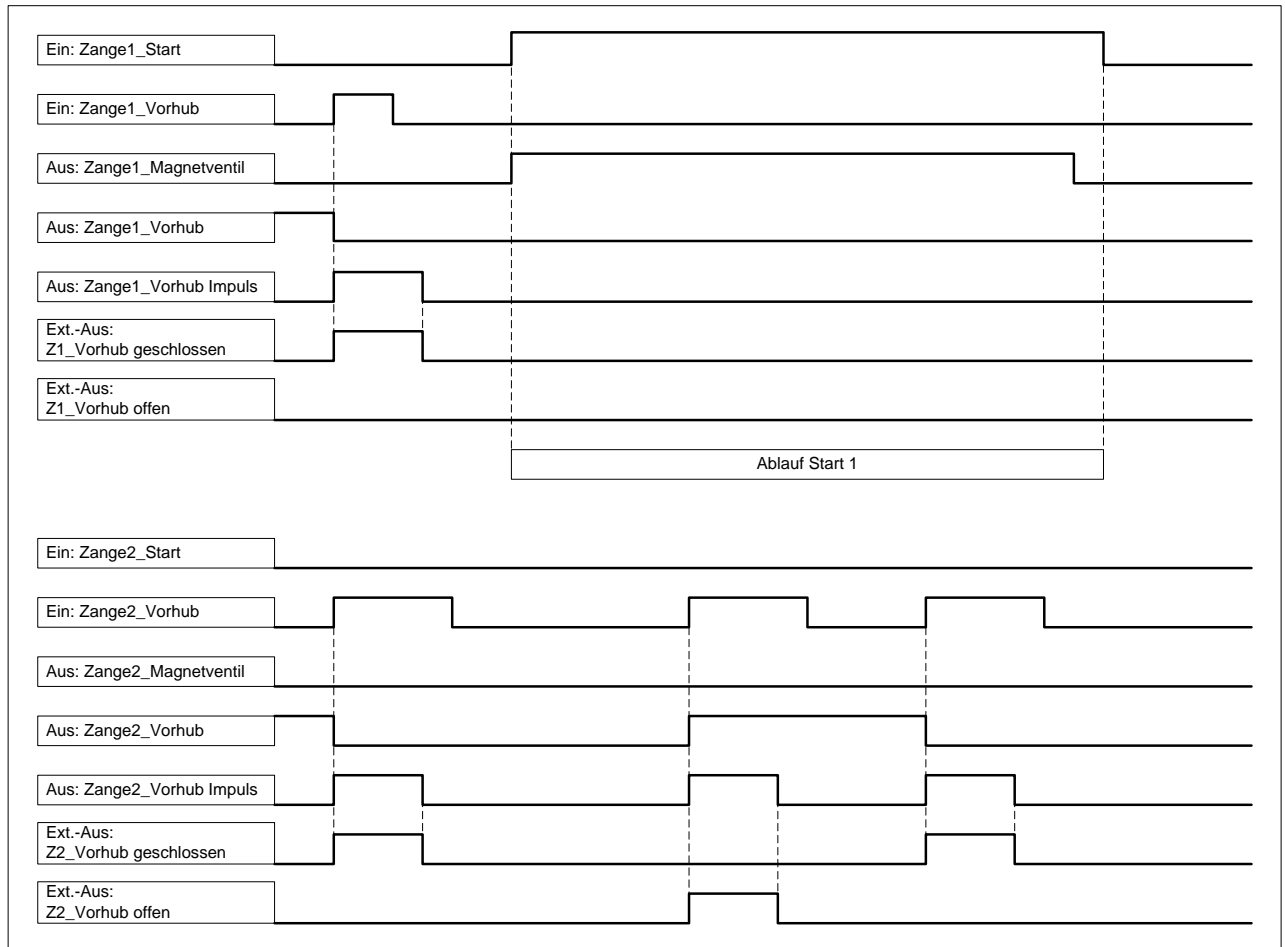 Ein: Zange1_Start
Ein: Zange1_Vorhub
Aus: Zange1_Magnetventil
Aus: Zange1_Vorhub
Aus: Zange1_Vorhub Impuls
Ext.-Aus:
Z1_Vorhub geschlossen
Ext.-Aus:
Z1_Vorhub offen
Ablauf Start 1
Ein: Zange2_Start
Ein: Zange2_Vorhub
Aus: Zange2_Magnetventil
Aus: Zange2_Vorhub
Aus: Zange2_Vorhub Impuls
Ext.-Aus:
Z2_Vorhub geschlossen
Ext.-Aus:
Z2_Vorhub offen